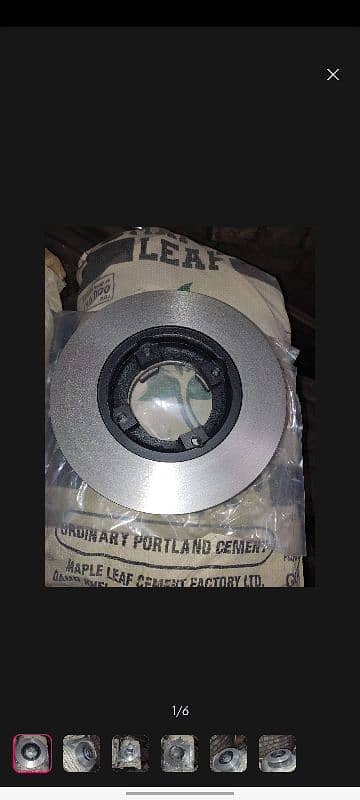 LEAF
ORDINARY PORTLAND CEMENT
MAPLE LEAF CEMENT FACTORY LTD.
1/6